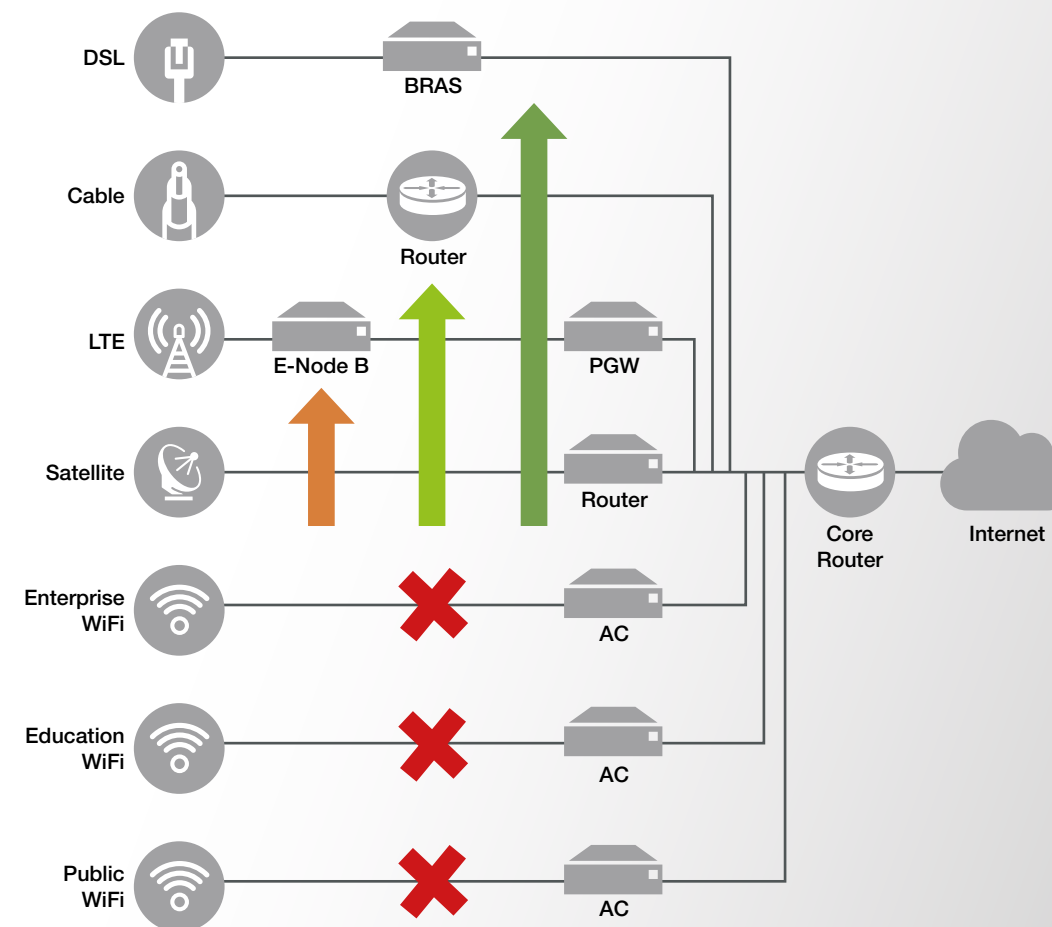 DSL
BRAS
Cable
Router
LTE
E-Node B
PGW
Satellite
Router
Core
Router
Internet
Enterprise
WiFi
AC
Education
WiFi
AC
Public
WiFi
AC